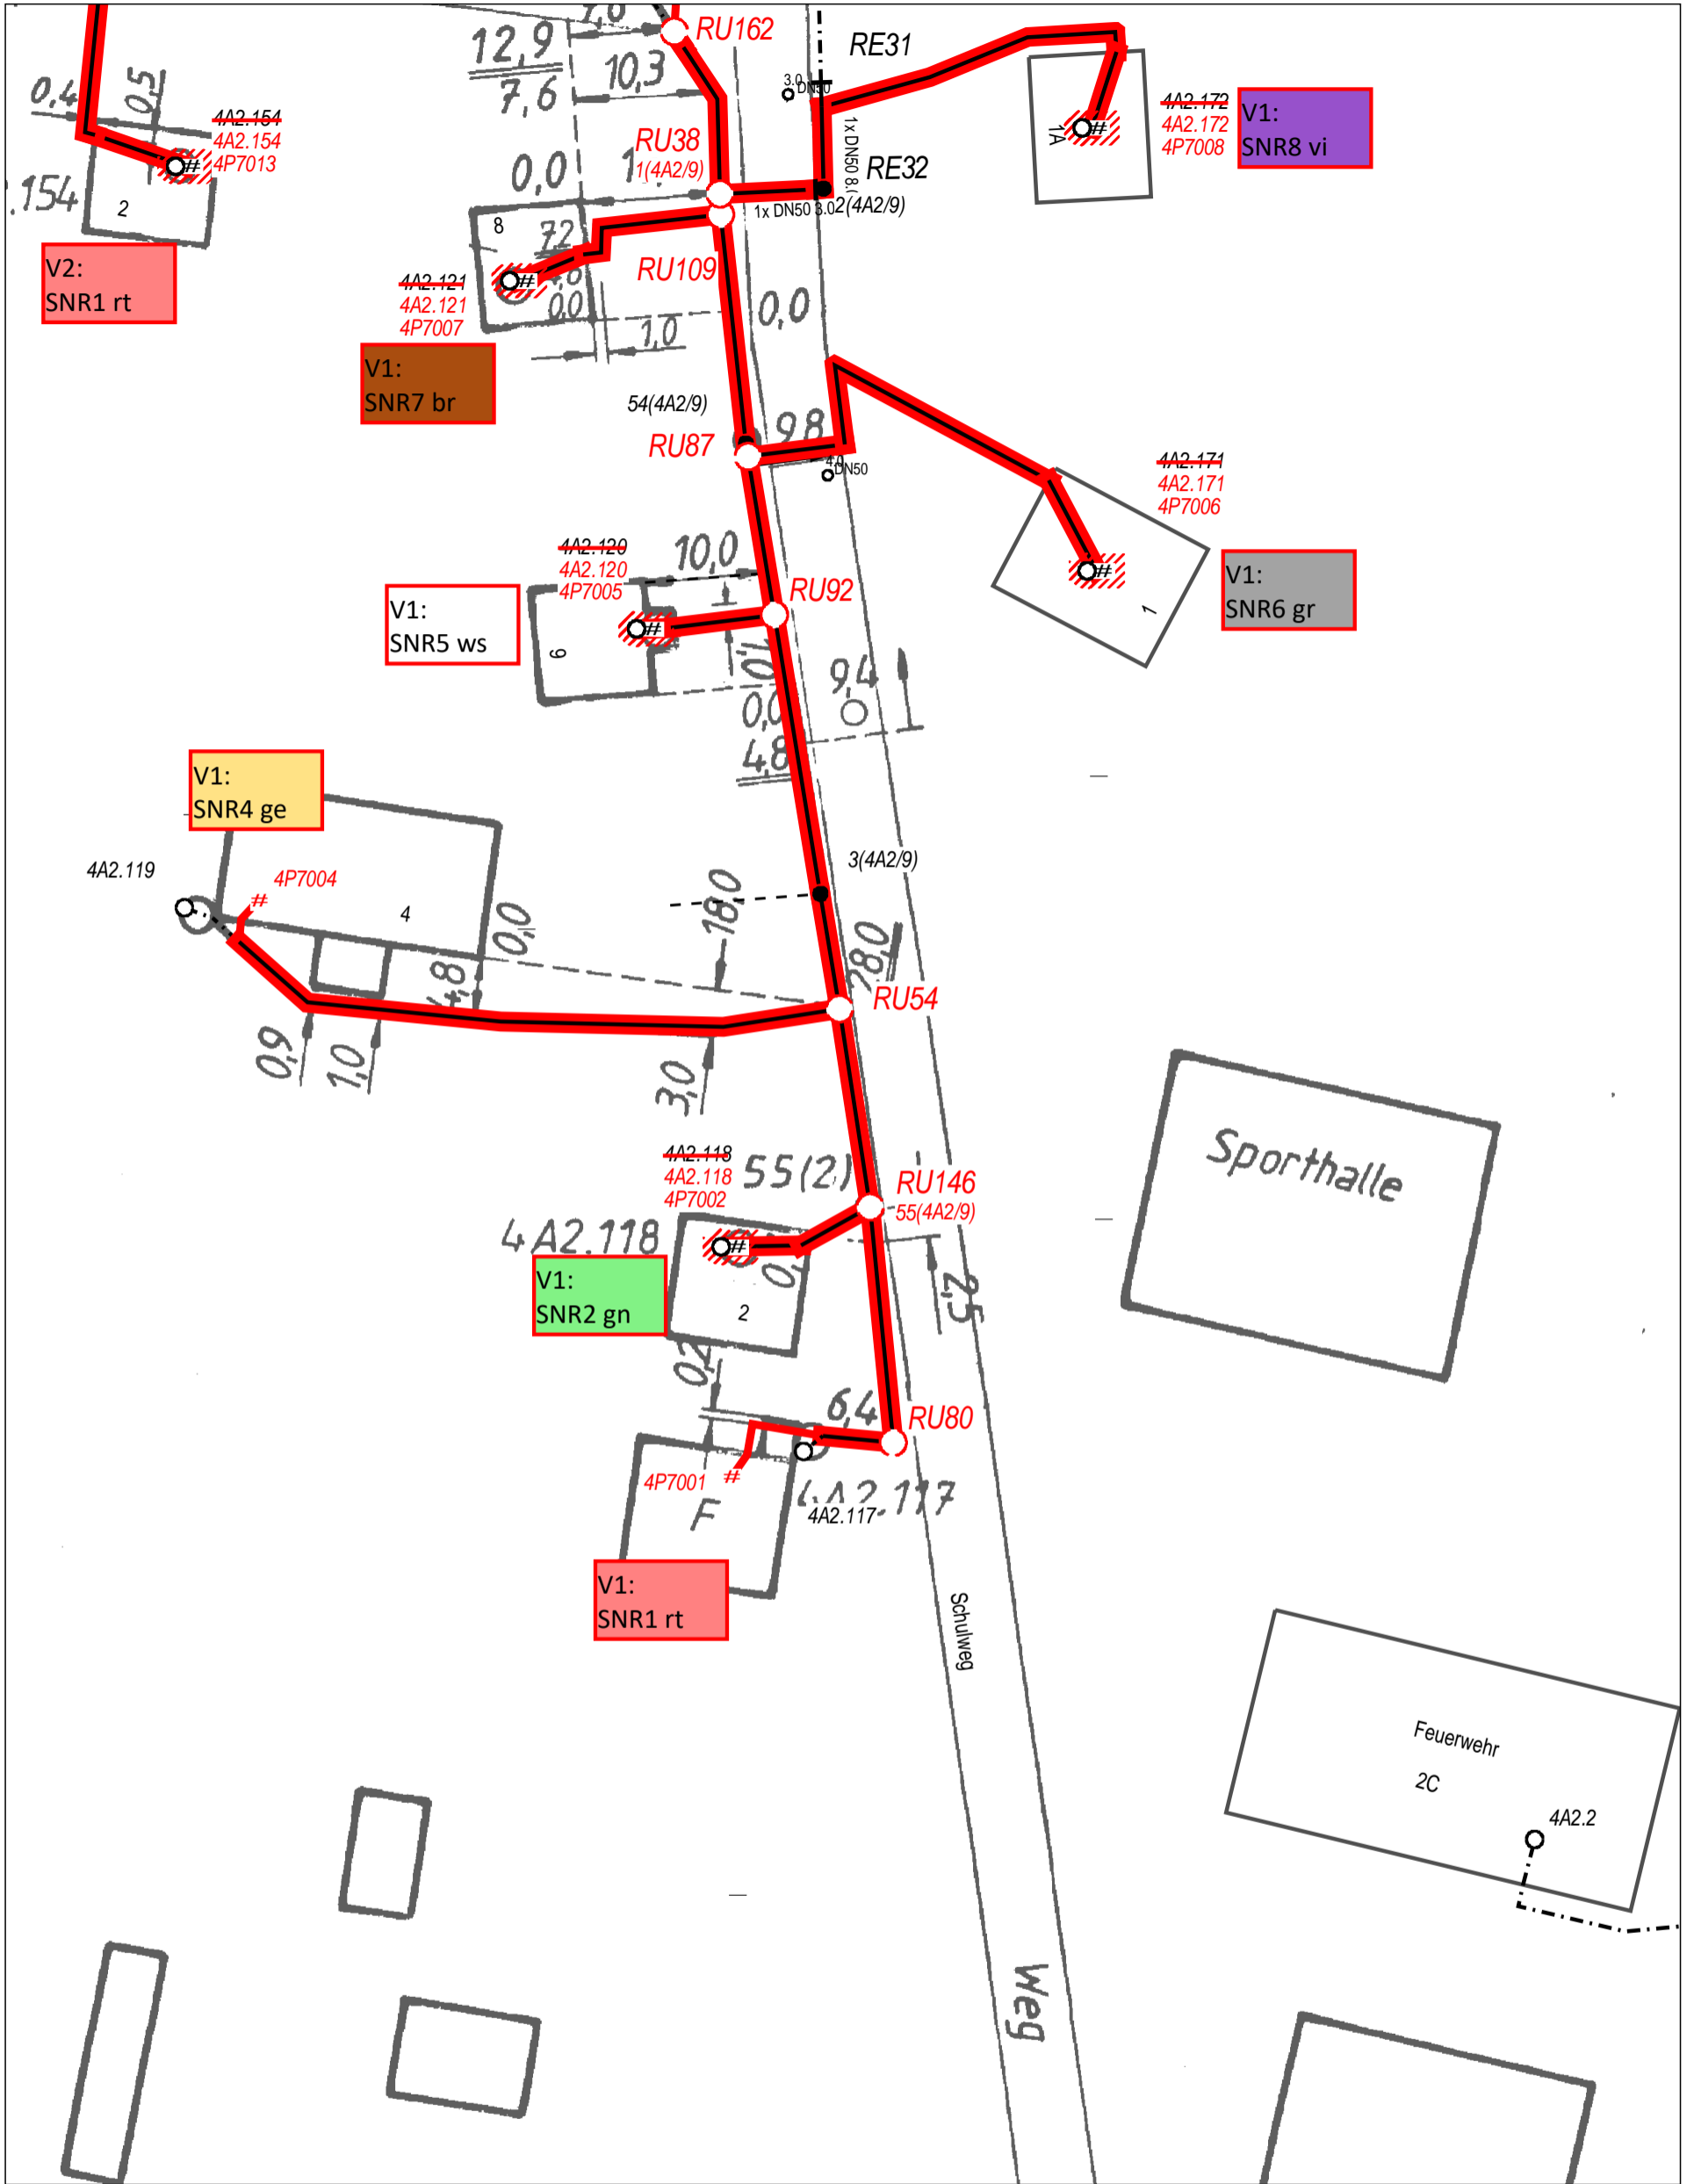 RU162
RE31
12,9
7,6
10,3
3.0
DN50
0,4
0,5
4A2.154
4A2.154
4P7013
4A2.172
4A2.172
4P7008
V1:
SNR8 vi
1A
1x DN50 8.(
RU38
1(4A2/9)
RE32
0,0
1x DN50 3.0
2(4A2/9)
.154
2
8
7,2
V2:
SNR1 rt
RU109
4A2.121
4A2.121
4P7007
0,0
0,0
1,0
V1:
SNR7 br
54(4A2/9)
9,8
RU87
4.0
DN50
4A2.171
4A2.171
4P7006
4A2.120
4A2.120
4P7005
10,0
RU92
V1:
SNR5 ws
V1:
SNR6 gr
1
6
9,4
0,0
4,8
V1:
SNR4 ge
3(4A2/9)
4A2.119
4P7004
4
0,0
18,0
28,0
4,8
RU54
0,9
1,0
3,0
Sporthalle
4A2.118
4A2.118
4P7002
55(2)
RU146
55(4A2/9)
4A2.118
V1:
SNR2 gn
2
2,5
0,2
6,4
RU80
4P7001
4A2.117
4A2.117
F
V1:
SNR1 rt
Schulweg
Feuerwehr
2C
4A2.2
Weg